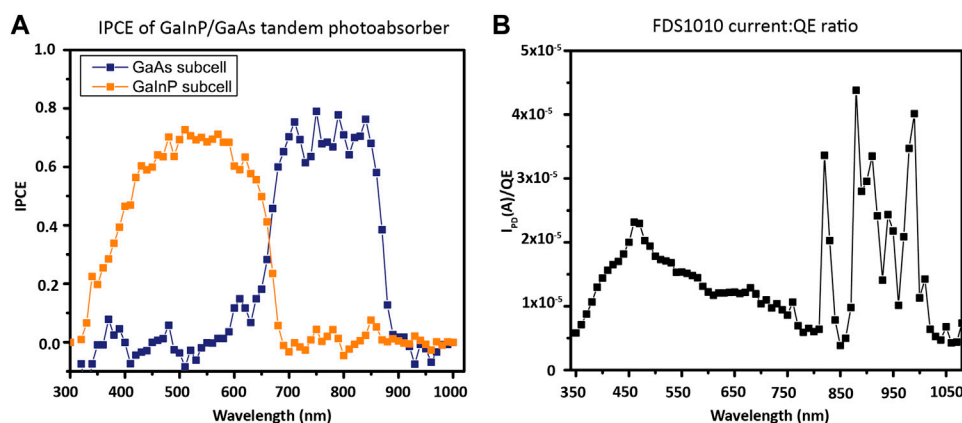 A
IPCE of GaInP/GaAs tandem photoabsorber
GaAs subcell
GaInP subcell
IPCE
1.0
0.8
0.6
0.4
0.2
0.0
300 400 500 600 700 800 900 1000
Wavelength (nm)
B
FDS1010 current:QE ratio
I_PD(A)/QE
5x10⁻⁵
4x10⁻⁵
3x10⁻⁵
2x10⁻⁵
1x10⁻⁵
0
350 450 550 650 750 850 950 1050
Wavelength (nm)